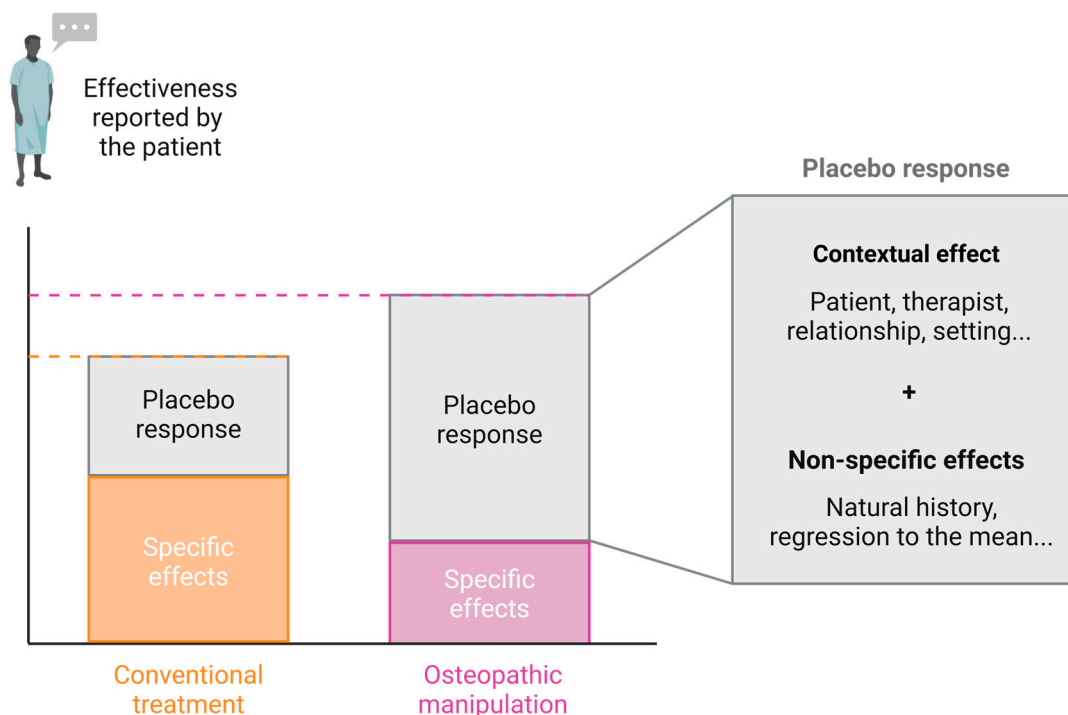 Effectiveness
reported by
the patient
Placebo response
Contextual effect
Patient, therapist,
relationship, setting...
+
Non-specific effects
Natural history,
regression to the mean...
Placebo
response
Specific
effects
Placebo
response
Specific
effects
Conventional
treatment
Osteopathic
manipulation